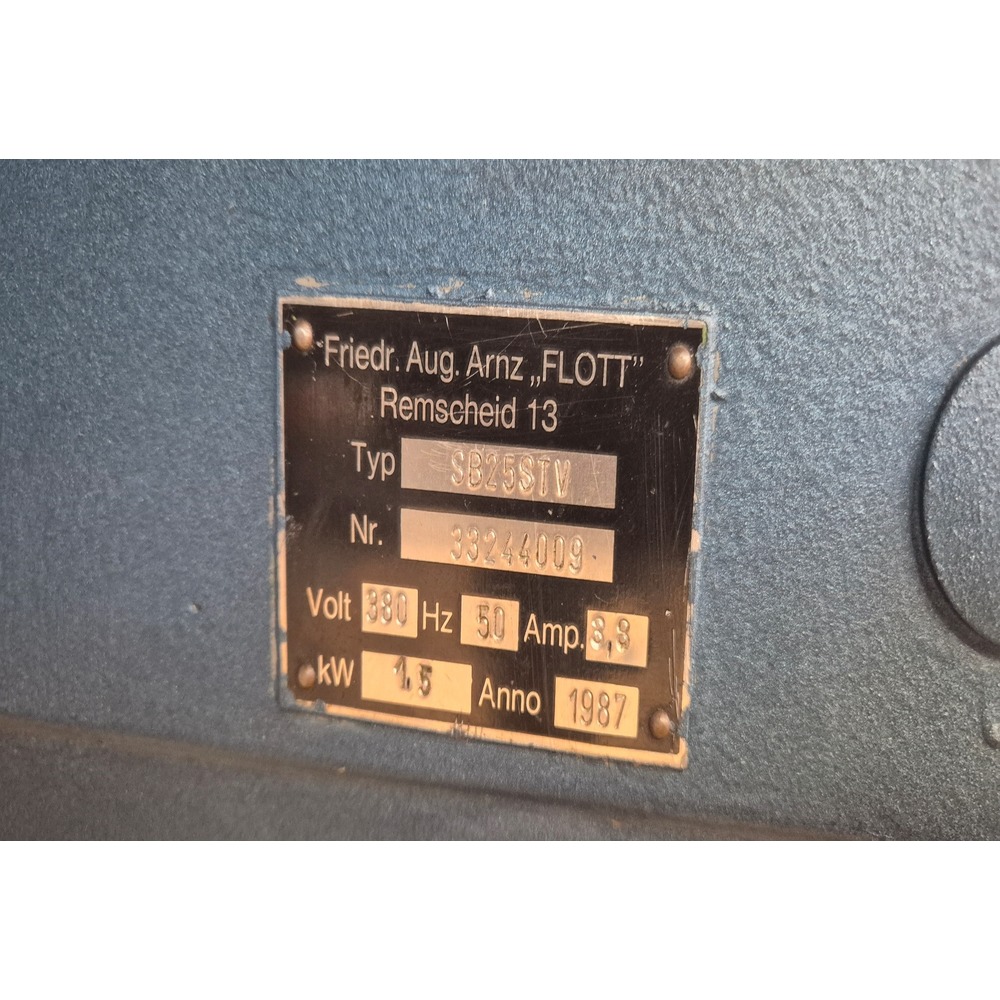 Friedr. Aug. Arnz „FLOTT”
Remscheid 13
Typ SB25STV
Nr. 33244009
Volt 380 Hz 50 Amp. 3,3
kW 1.5 Anno 1987